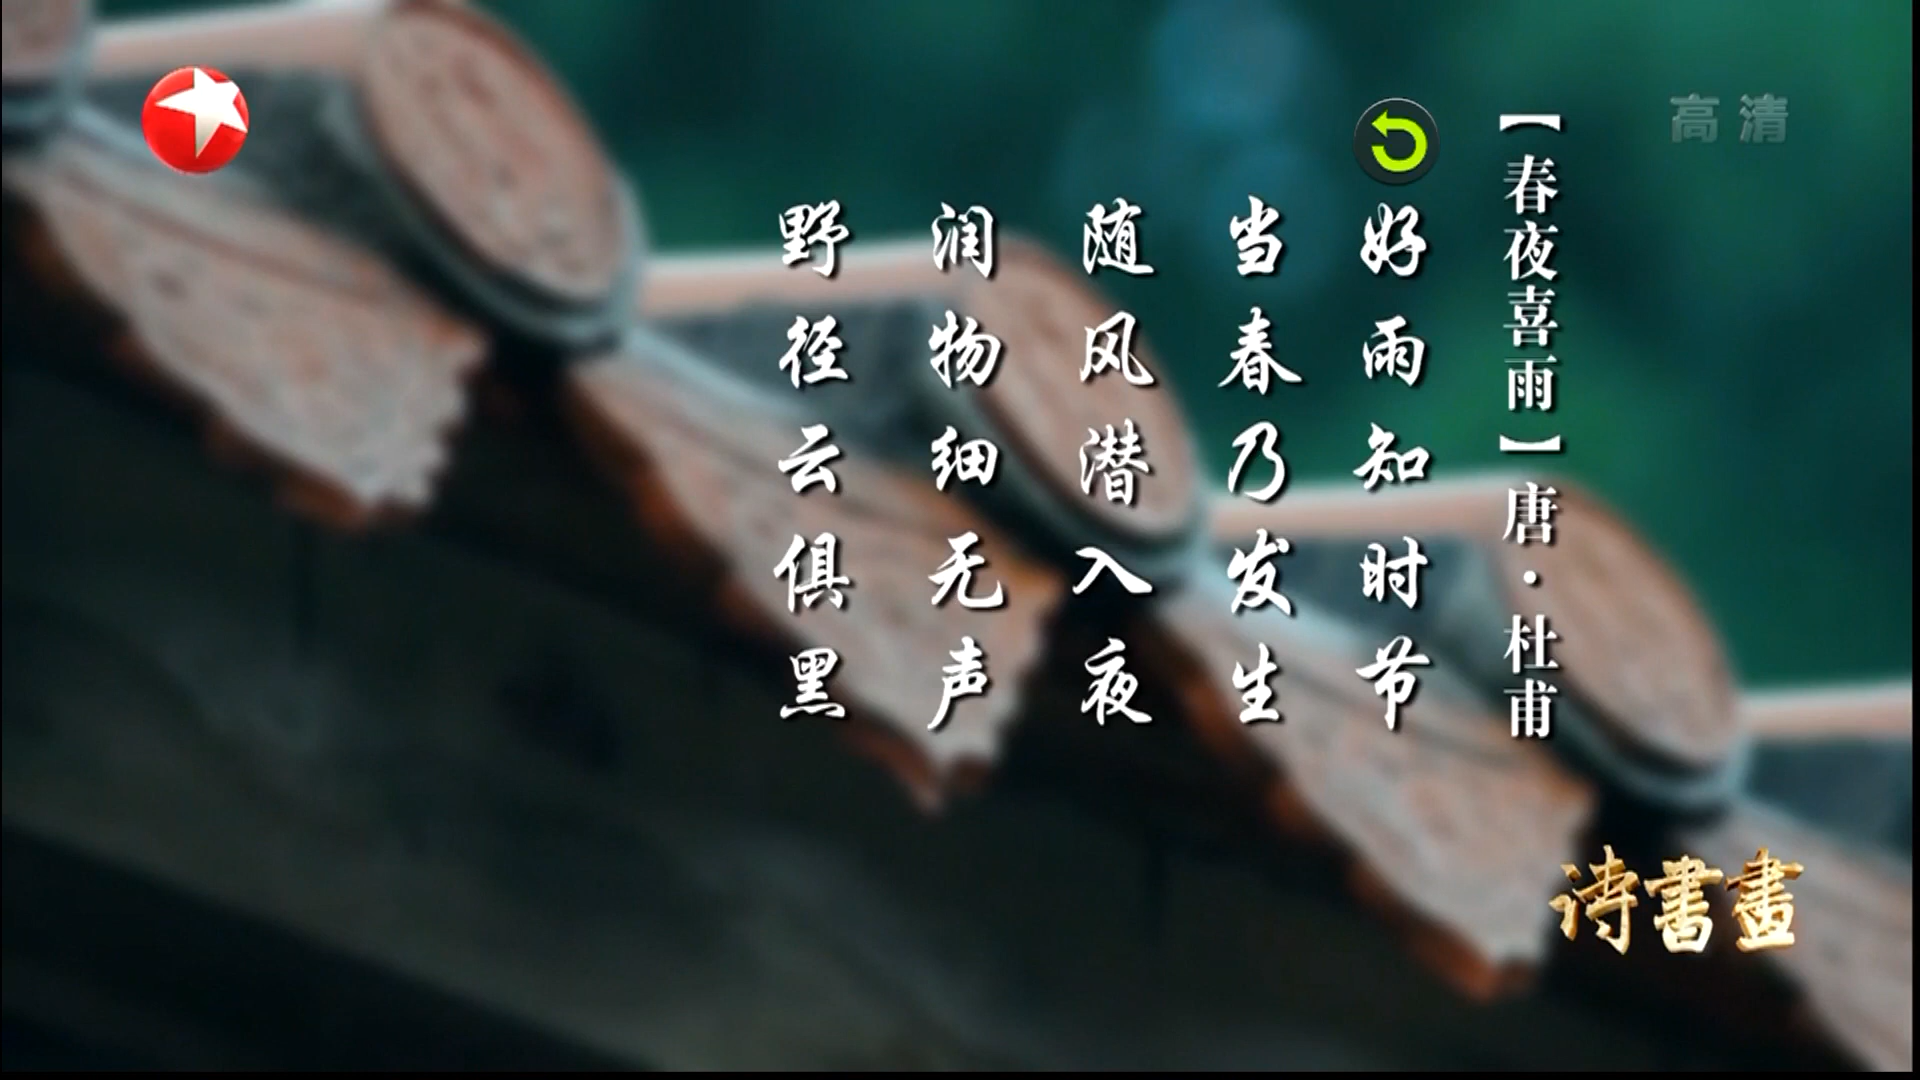 【春夜喜雨】唐·杜甫
好雨知时节
当春乃发生
随风潜入夜
润物细无声
野径云俱黑
高清
诗書畫